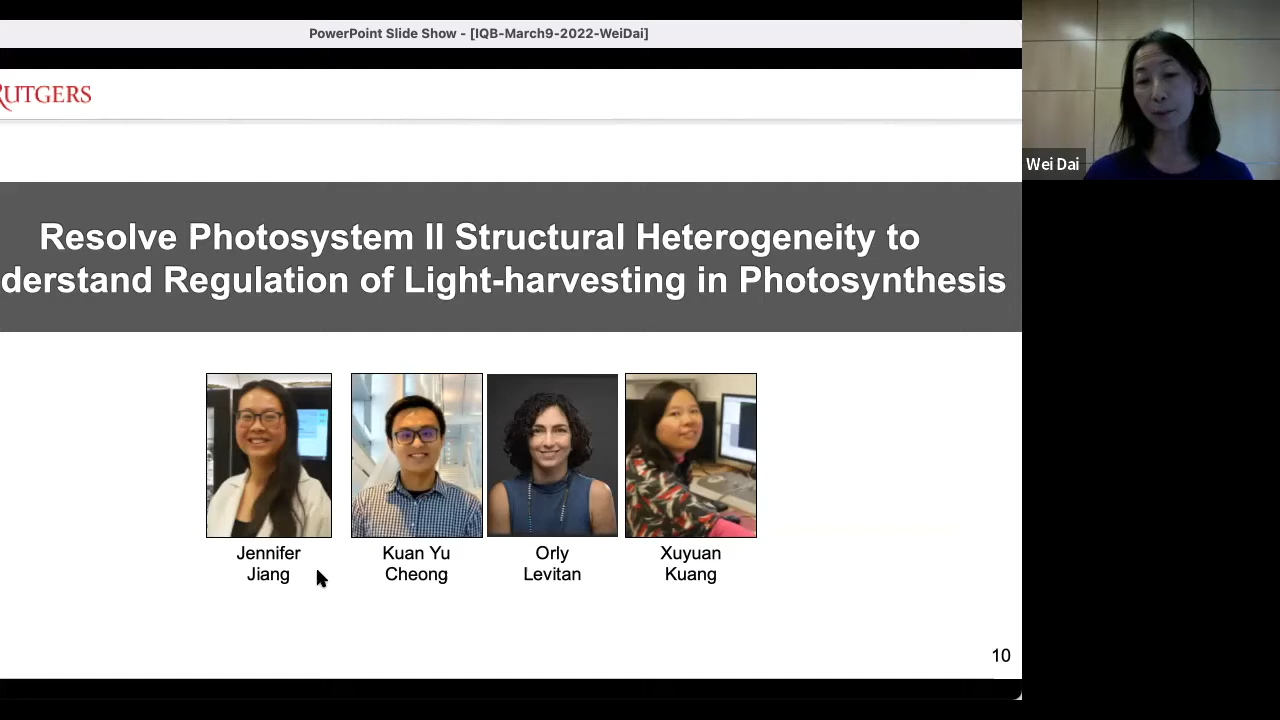 PowerPoint Slide Show - [IQB-March9-2022-WeiDai]
RUTGERS
Wei Dai
Resolve Photosystem II Structural Heterogeneity to
derstand Regulation of Light-harvesting in Photosynthesis
Jennifer
Jiang
Kuan Yu
Cheong
Orly
Levitan
Xuyuan
Kuang
10